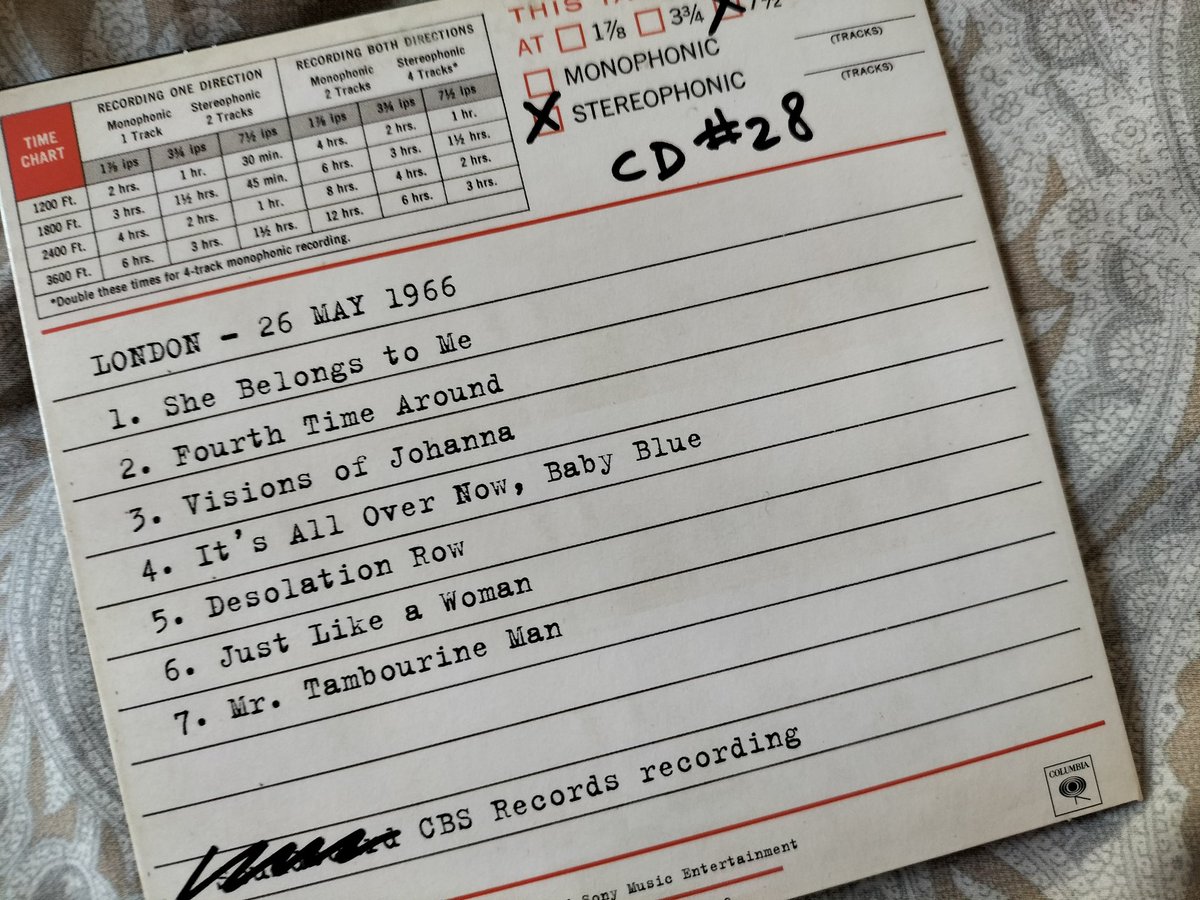 THIS
AT 1⅞ 3¾ 7½
MONOPHONIC (TRACKS)
STEREOPHONIC (TRACKS)
CD #28
TIME CHART
RECORDING ONE DIRECTION RECORDING BOTH DIRECTIONS
Monophonic 1 Track Stereophonic 2 Tracks Monophonic 2 Tracks Stereophonic 4 Tracks*
1⅞ ips 3¾ ips 7½ ips 1⅞ ips 3¾ ips 7½ ips
1200 Ft. 2 hrs. 1 hr. 30 min. 4 hrs. 2 hrs. 1 hr.
1800 Ft. 3 hrs. 1½ hrs. 45 min. 6 hrs. 3 hrs. 1½ hrs.
2400 Ft. 4 hrs. 2 hrs. 1 hr. 8 hrs. 4 hrs. 2 hrs.
3600 Ft. 6 hrs. 3 hrs. 1½ hrs. 12 hrs. 6 hrs. 3 hrs.
*Double these times for 4-track monophonic recording.
LONDON - 26 MAY 1966
1. She Belongs to Me
2. Fourth Time Around
3. Visions of Johanna
4. It's All Over Now, Baby Blue
5. Desolation Row
6. Just Like a Woman
7. Mr. Tambourine Man
CBS Records recording
COLUMBIA
Sony Music Entertainment